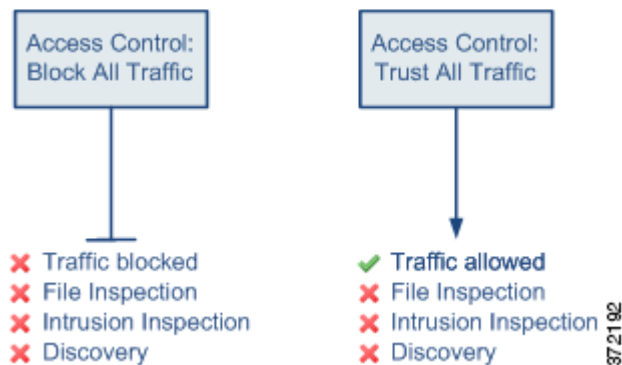 Access Control:
Block All Traffic
Traffic blocked
File Inspection
Intrusion Inspection
Discovery
Access Control:
Trust All Traffic
Traffic allowed
File Inspection
Intrusion Inspection
Discovery
372192